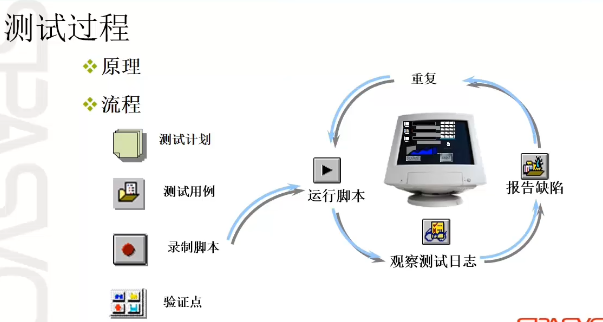 测试过程
原理
流程
测试计划
测试用例
录制脚本
验证点
重复
运行脚本
报告缺陷
观察测试日志